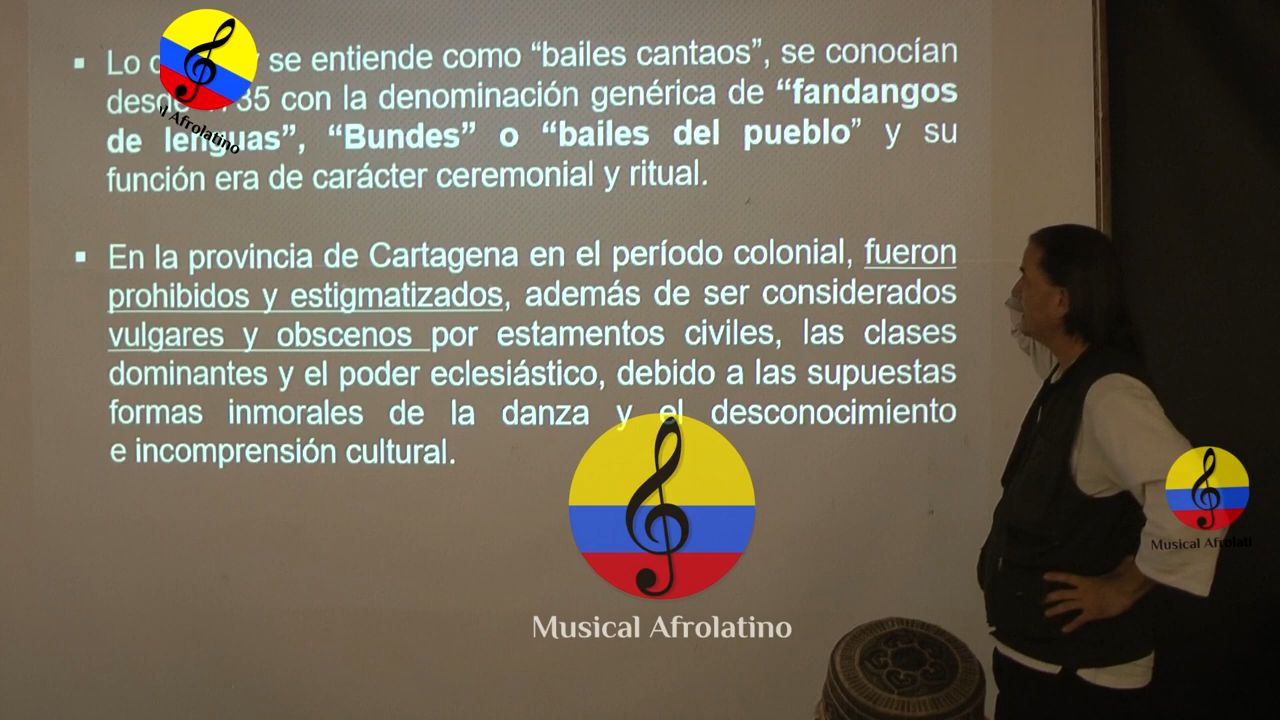 ▪ Lo se entiende como “bailes cantaos”, se conocían
con la denominación genérica de “fandangos
de lenguas”, “Bundes” o “bailes del pueblo” y su
función era de carácter ceremonial y ritual.
▪ En la provincia de Cartagena en el período colonial, fueron
prohibidos y estigmatizados, además de ser considerados
vulgares y obscenos por estamentos civiles, las clases
dominantes y el poder eclesiástico, debido a las supuestas
formas inmorales de la danza y el desconocimiento
e incomprensión cultural.
Afrolatino
Musical Afrolatino
Musical